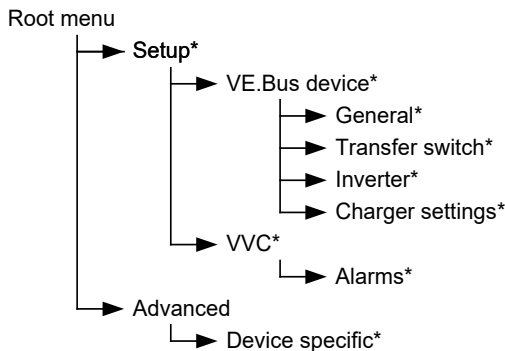 Root menu
Setup*
VE.Bus device*
General*
Transfer switch*
Inverter*
Charger settings*
VVC*
Alarms*
Advanced
Device specific*